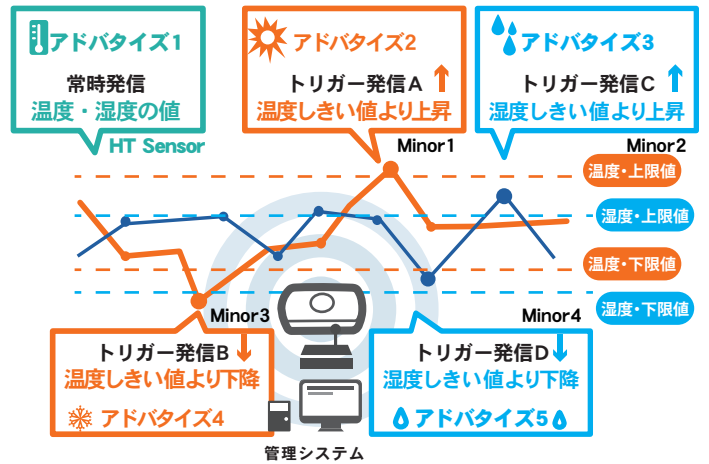 アドバタイズ1
常時発信
温度・湿度の値
HT Sensor
アドバタイズ2
トリガー発信A
温度しきい値より上昇
Minor1
アドバタイズ3
トリガー発信C
湿度しきい値より上昇
Minor2
温度・上限値
湿度・上限値
温度・下限値
湿度・下限値
Minor3
トリガー発信B
温度しきい値より下降
アドバタイズ4
Minor4
トリガー発信D
湿度しきい値より下降
アドバタイズ5
管理システム